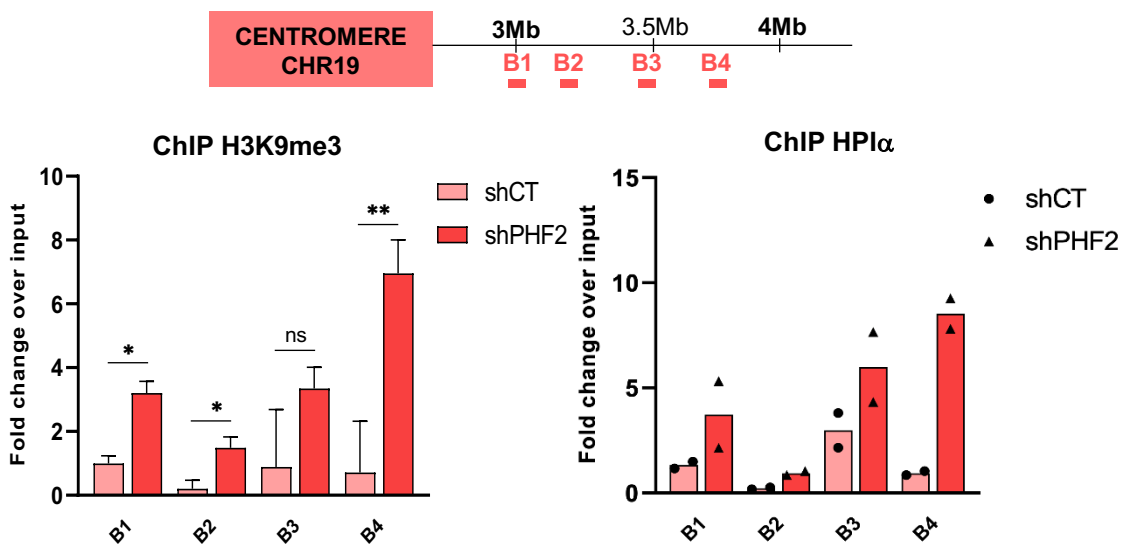 CENTROMERE
CHR19
3Mb 3.5Mb 4Mb
B1 B2 B3 B4
ChIP H3K9me3
Fold change over input
10
8
6
4
2
0
* * ns **
B1 B2 B3 B4
shCT
shPHF2
ChIP HPIα
Fold change over input
15
10
5
0
B1 B2 B3 B4
shCT
shPHF2